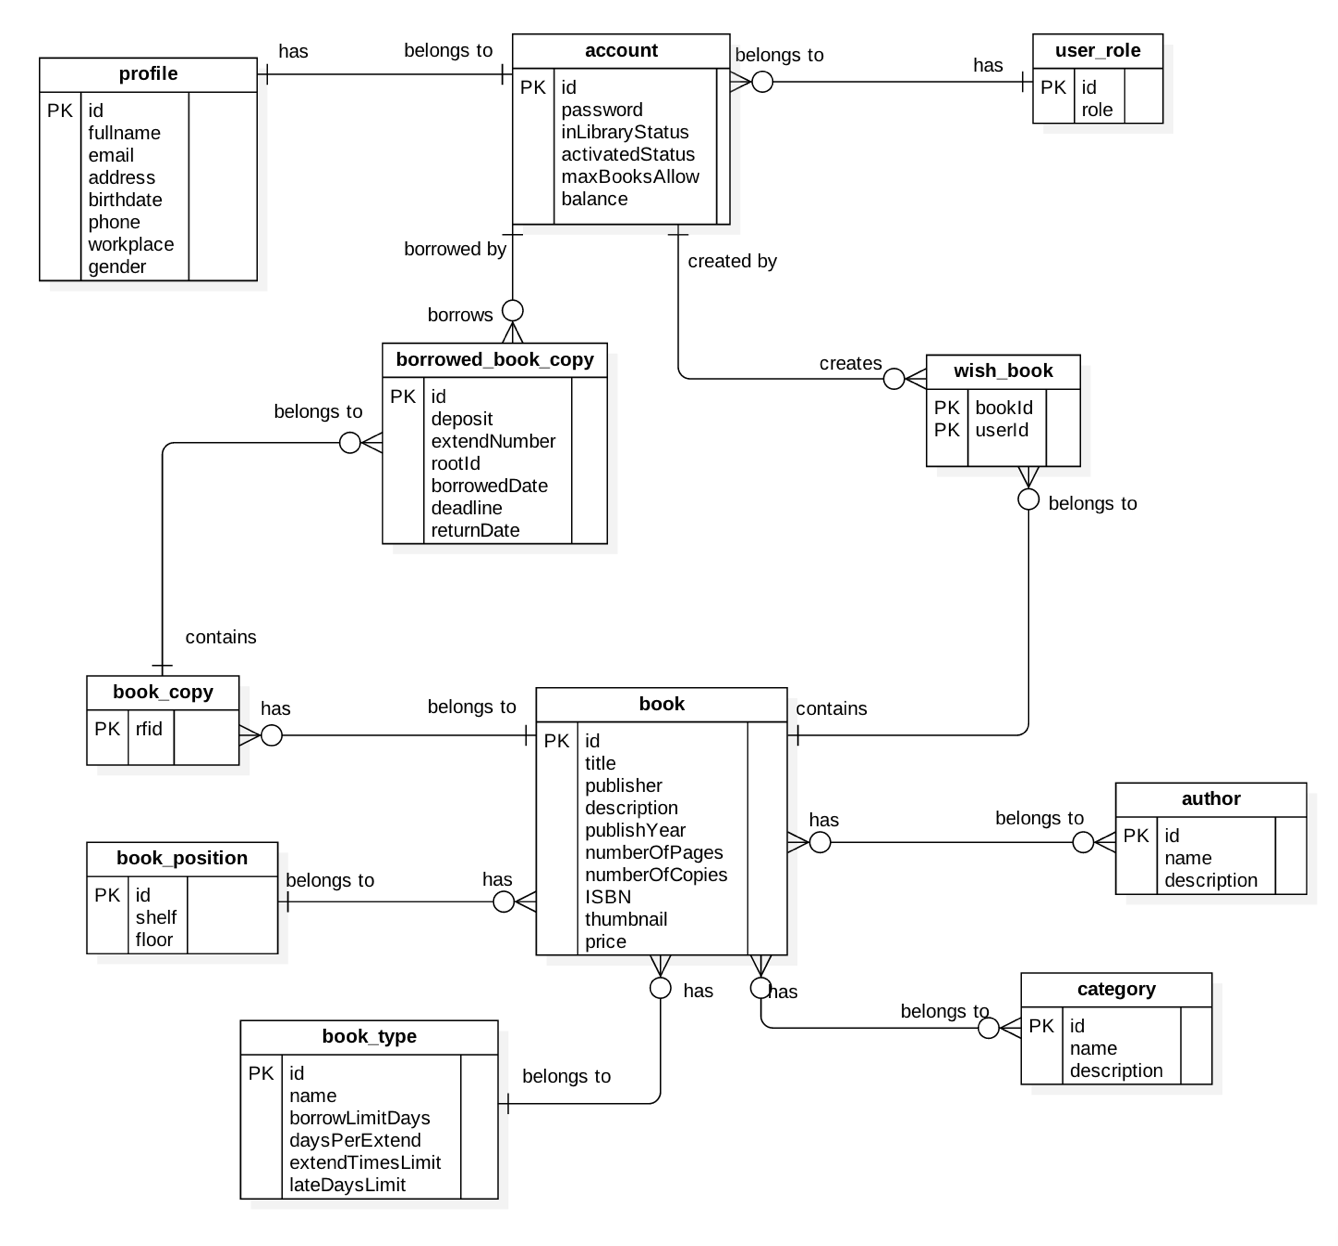 has
belongs to
profile
PK id
fullname
email
address
birthdate
phone
workplace
gender
account
PK id
password
inLibraryStatus
activatedStatus
maxBooksAllow
balance
belongs to
has
user_role
PK id
role
borrowed by
borrows
created by
creates
borrowed_book_copy
PK id
deposit
extendNumber
rootId
borrowedDate
deadline
returnDate
belongs to
contains
wish_book
PK bookId
PK userId
belongs to
contains
book_copy
PK rfid
has
belongs to
book
PK id
title
publisher
description
publishYear
numberOfPages
numberOfCopies
ISBN
thumbnail
price
has
belongs to
author
PK id
name
description
book_position
PK id
shelf
floor
belongs to
has
has
has
belongs to
category
PK id
name
description
book_type
PK id
name
borrowLimitDays
daysPerExtend
extendTimesLimit
lateDaysLimit
belongs to